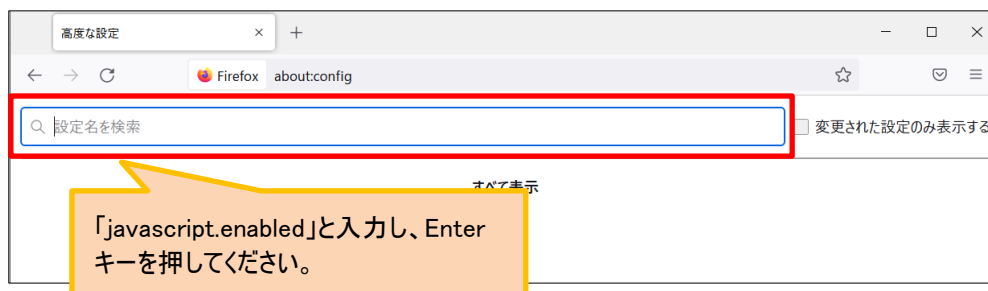 高度な設定
Firefox about:config
設定名を検索
変更された設定のみ表示する
すべて表示
「javascript.enabled」と入力し、Enter
キーを押してください。